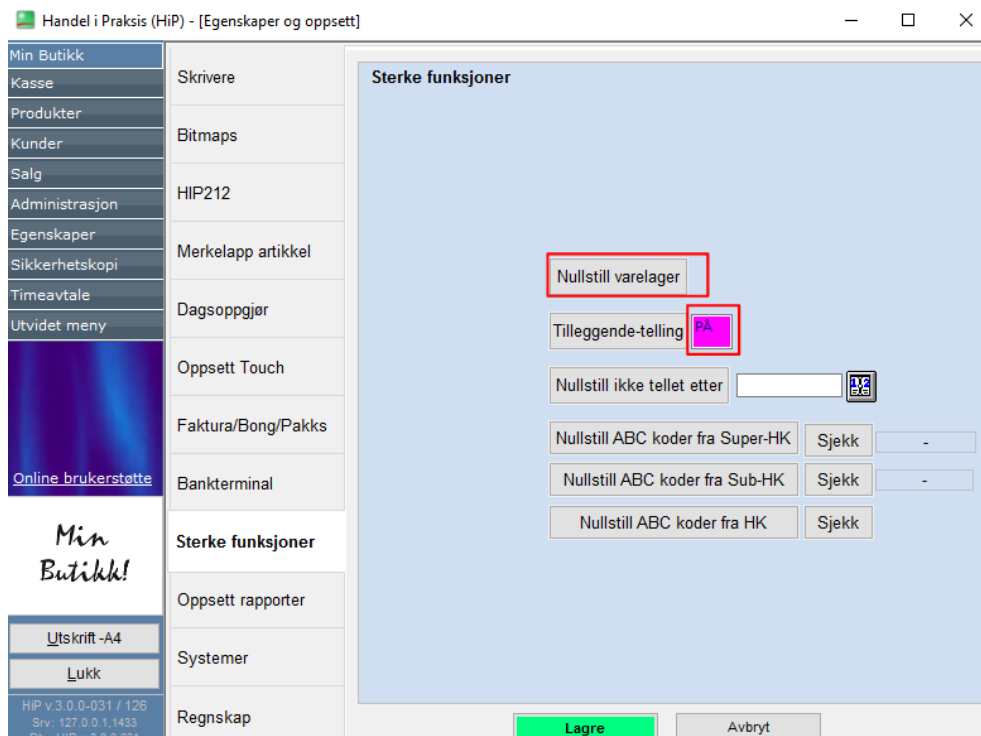 Handel i Praksis (HiP) - [Egenskaper og oppsett]
Min Butikk
Kasse
Produkter
Kunder
Salg
Administrasjon
Egenskaper
Sikkerhetskopi
Timeavtale
Utvidet meny
Online brukerstøtte
Min
Butikk!
Utskrift -A4
Lukk
HiP v.3.0.0-031 / 126
Srv: 127.0.0.1,1433
Skrivere
Bitmaps
HIP212
Merkelapp artikkel
Dagsoppgjør
Oppsett Touch
Faktura/Bong/Pakks
Bankterminal
Sterke funksjoner
Oppsett rapporter
Systemer
Regnskap
Sterke funksjoner
Nullstill varelager
Tilleggende-telling PÅ
Nullstill ikke tellet etter
Nullstill ABC koder fra Super-HK Sjekk -
Nullstill ABC koder fra Sub-HK Sjekk -
Nullstill ABC koder fra HK Sjekk
Lagre Avbryt